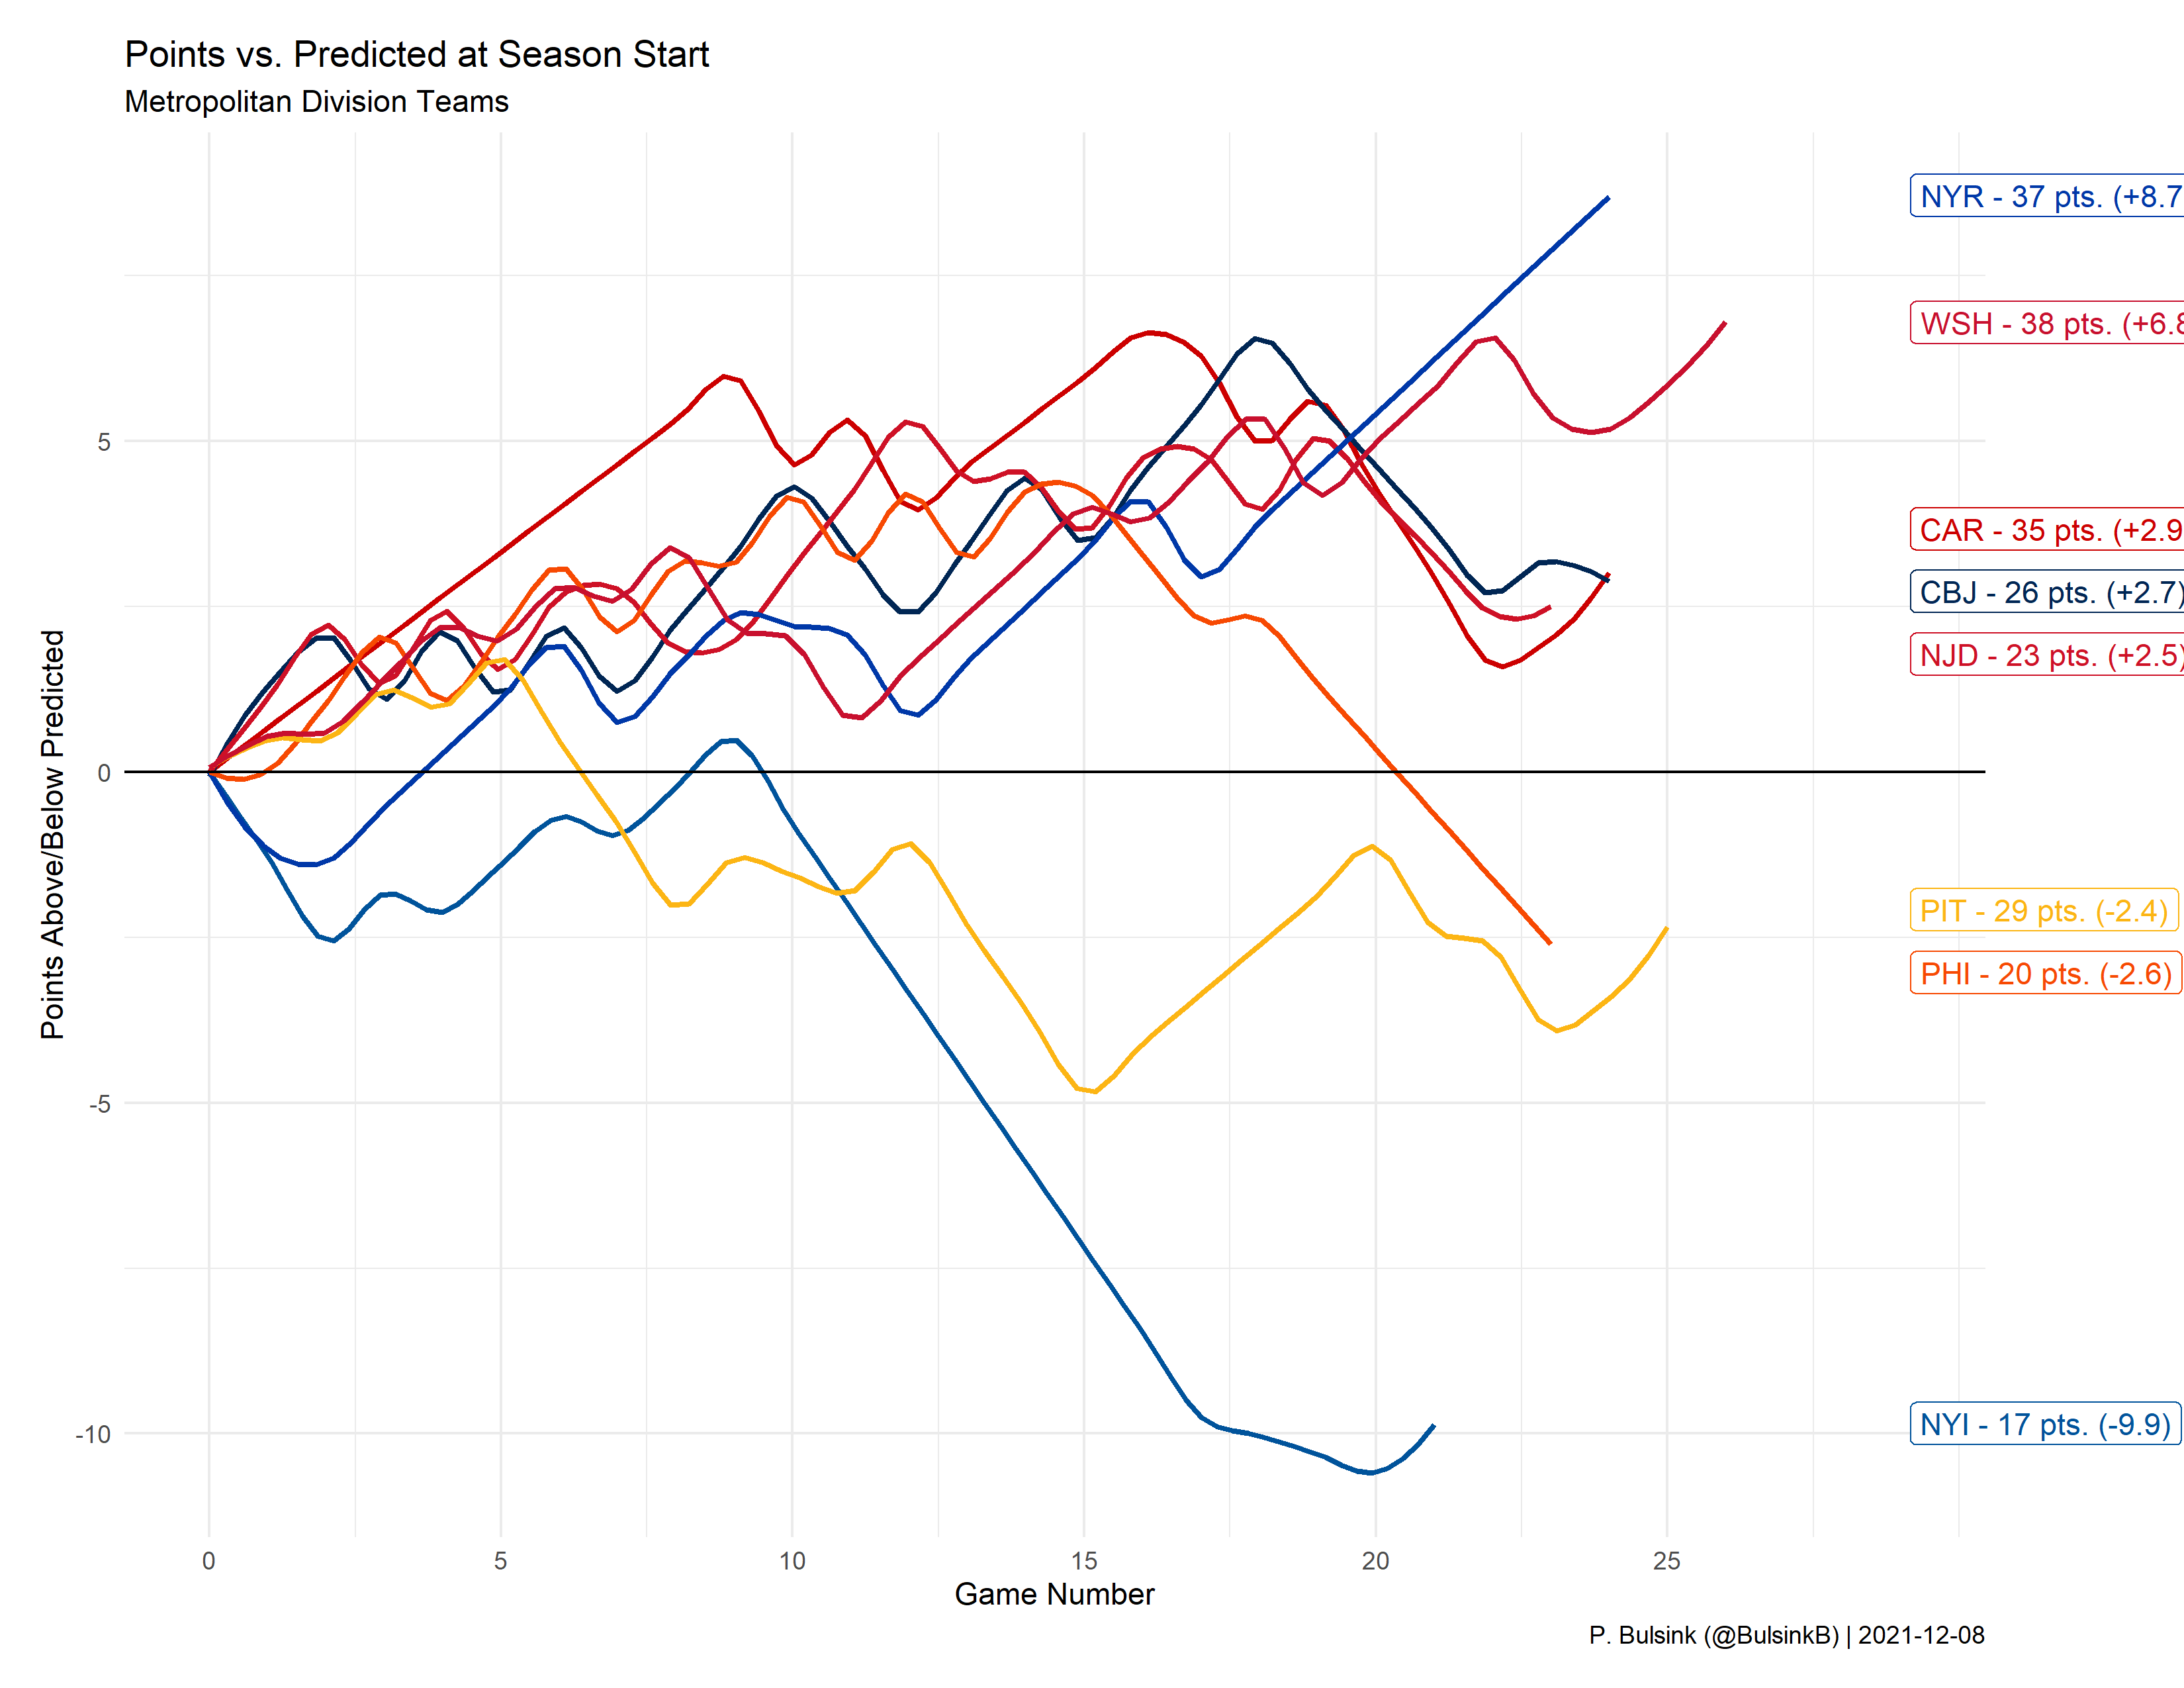 Points vs. Predicted at Season Start
Metropolitan Division Teams
Points Above/Below Predicted
5
0
-5
-10
NYR - 37 pts. (+8.7
WSH - 38 pts. (+6.8
CAR - 35 pts. (+2.9
CBJ - 26 pts. (+2.7)
NJD - 23 pts. (+2.5)
PIT - 29 pts. (-2.4)
PHI - 20 pts. (-2.6)
NYI - 17 pts. (-9.9)
0 5 10 15 20 25
Game Number
P. Bulsink (@BulsinkB) | 2021-12-08